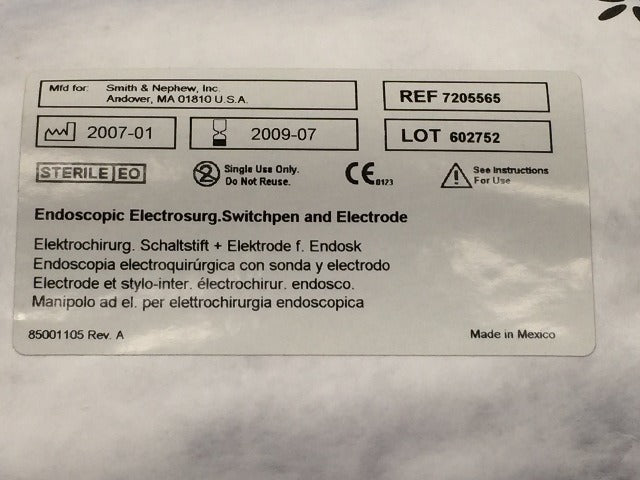 Mfd for: Smith & Nephew, Inc.
Andover, MA 01810 U.S.A.
REF 7205565
2007-01
2009-07
LOT 602752
STERILE EO
Single Use Only.
Do Not Reuse.
CE 0123
See Instructions
For Use
Endoscopic Electrosurg.Switchpen and Electrode
Elektrochirurg. Schaltstift + Elektrode f. Endosk
Endoscopia electroquirúrgica con sonda y electrodo
Electrode et stylo-inter. électrochirur. endosco.
Manipolo ad el. per elettrochirurgia endoscopica
85001105 Rev. A
Made in Mexico